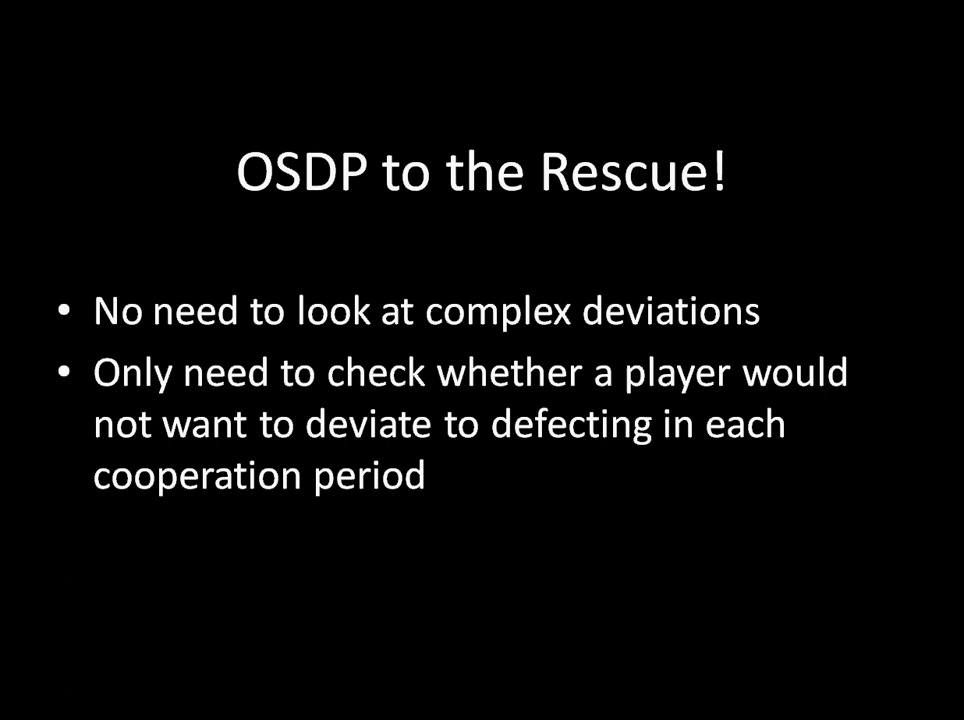 OSDP to the Rescue!
• No need to look at complex deviations
• Only need to check whether a player would
not want to deviate to defecting in each
cooperation period